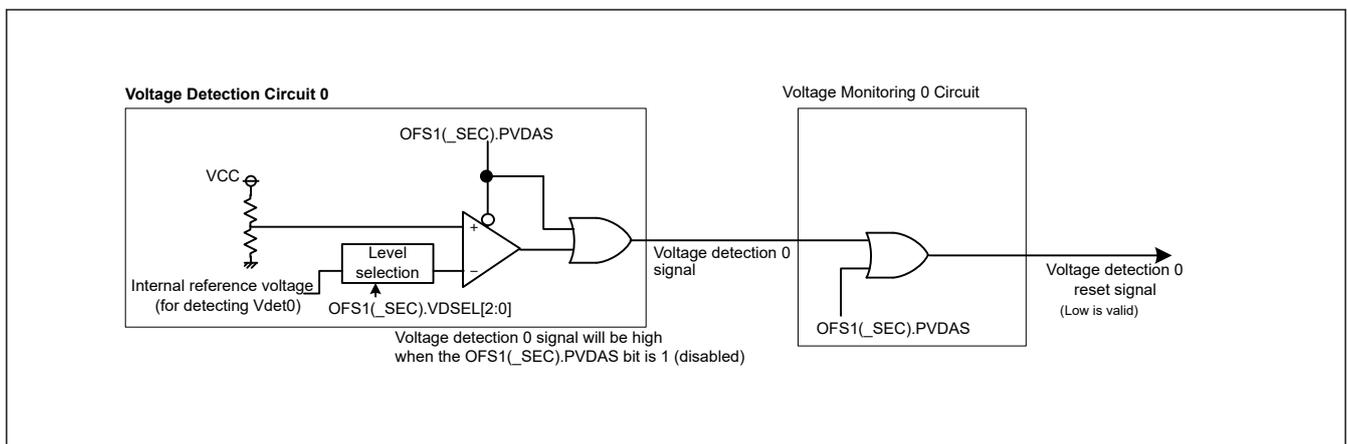 Voltage Detection Circuit 0
OFS1(_SEC).PVDAS
VCC
+
Level
selection
−
Internal reference voltage
(for detecting Vdet0)
OFS1(_SEC).VDSEL[2:0]
Voltage detection 0 signal will be high
when the OFS1(_SEC).PVDAS bit is 1 (disabled)
Voltage detection 0
signal
Voltage Monitoring 0 Circuit
OFS1(_SEC).PVDAS
Voltage detection 0
reset signal
(Low is valid)